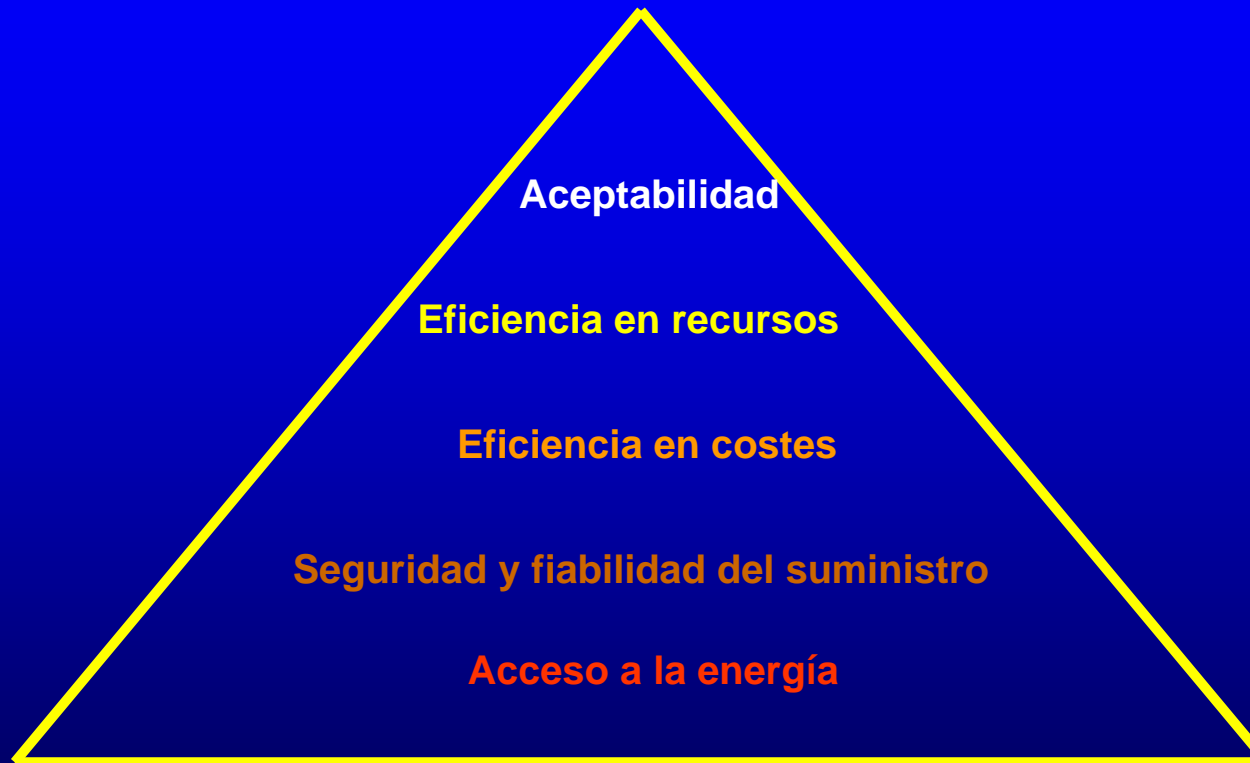 Aceptabilidad
Eficiencia en recursos
Eficiencia en costes
Seguridad y fiabilidad del suministro
Acceso a la energía